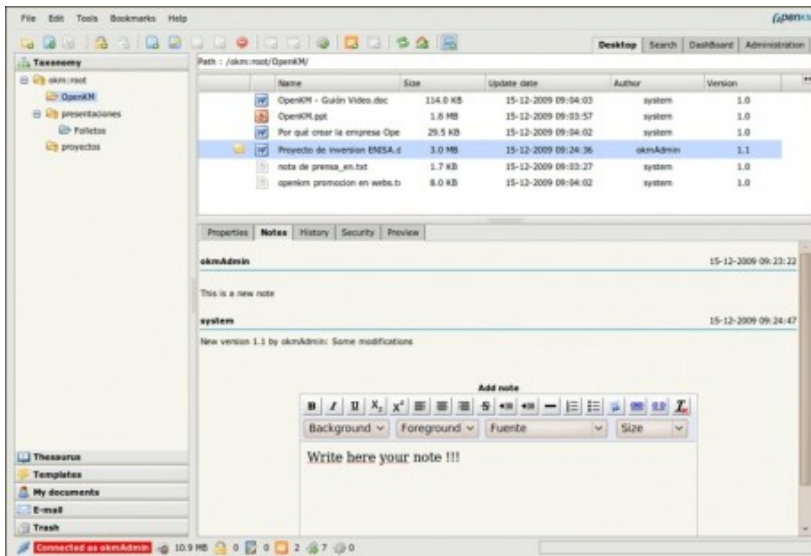 File Edit Tools Bookmarks Help
Desktop Search DashBoard Administration
Taxonomy
Path : /okm:root/OpenKM/
okm:root
OpenKM
presentaciones
Folletos
proyectos
Name Size Update date Author Version
OpenKM - Guión Video.doc 114.0 KB 15-12-2009 09:04:03 system 1.0
OpenKM.ppt 1.8 MB 15-12-2009 09:03:57 system 1.0
Por qué crear la empresa Ope 29.5 KB 15-12-2009 09:04:02 system 1.0
Proyecto de inversion ENISA.d 3.0 MB 15-12-2009 09:24:36 okmAdmin 1.1
nota de prensa_en.txt 1.7 KB 15-12-2009 09:03:27 system 1.0
openkm promocion en webs.t 8.0 KB 15-12-2009 09:04:02 system 1.0
Properties Notes History Security Preview
okmAdmin 15-12-2009 09:23:22
This is a new note
system 15-12-2009 09:24:47
New version 1.1 by okmAdmin: Some modifications
Add note
Background Foreground Fuente Size
Write here your note !!!
Thesaurus
Templates
My documents
E-mail
Trash
Connected as okmAdmin 10.9 MB 0 0 2 7 0